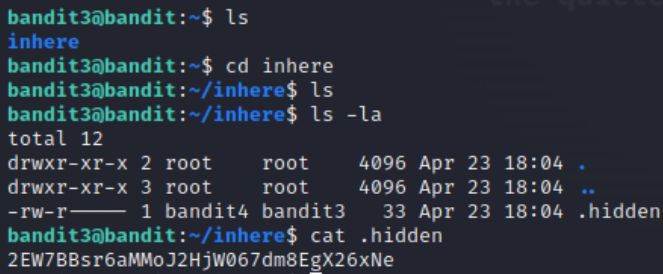 bandit3@bandit:~$ ls
inhere
bandit3@bandit:~$ cd inhere
bandit3@bandit:~/inhere$ ls
bandit3@bandit:~/inhere$ ls -la
total 12
drwxr-xr-x 2 root    root    4096 Apr 23 18:04 .
drwxr-xr-x 3 root    root    4096 Apr 23 18:04 ..
-rw-r----- 1 bandit4 bandit3   33 Apr 23 18:04 .hidden
bandit3@bandit:~/inhere$ cat .hidden
2EW7BBsr6aMMoJ2HjW067dm8EgX26xNe